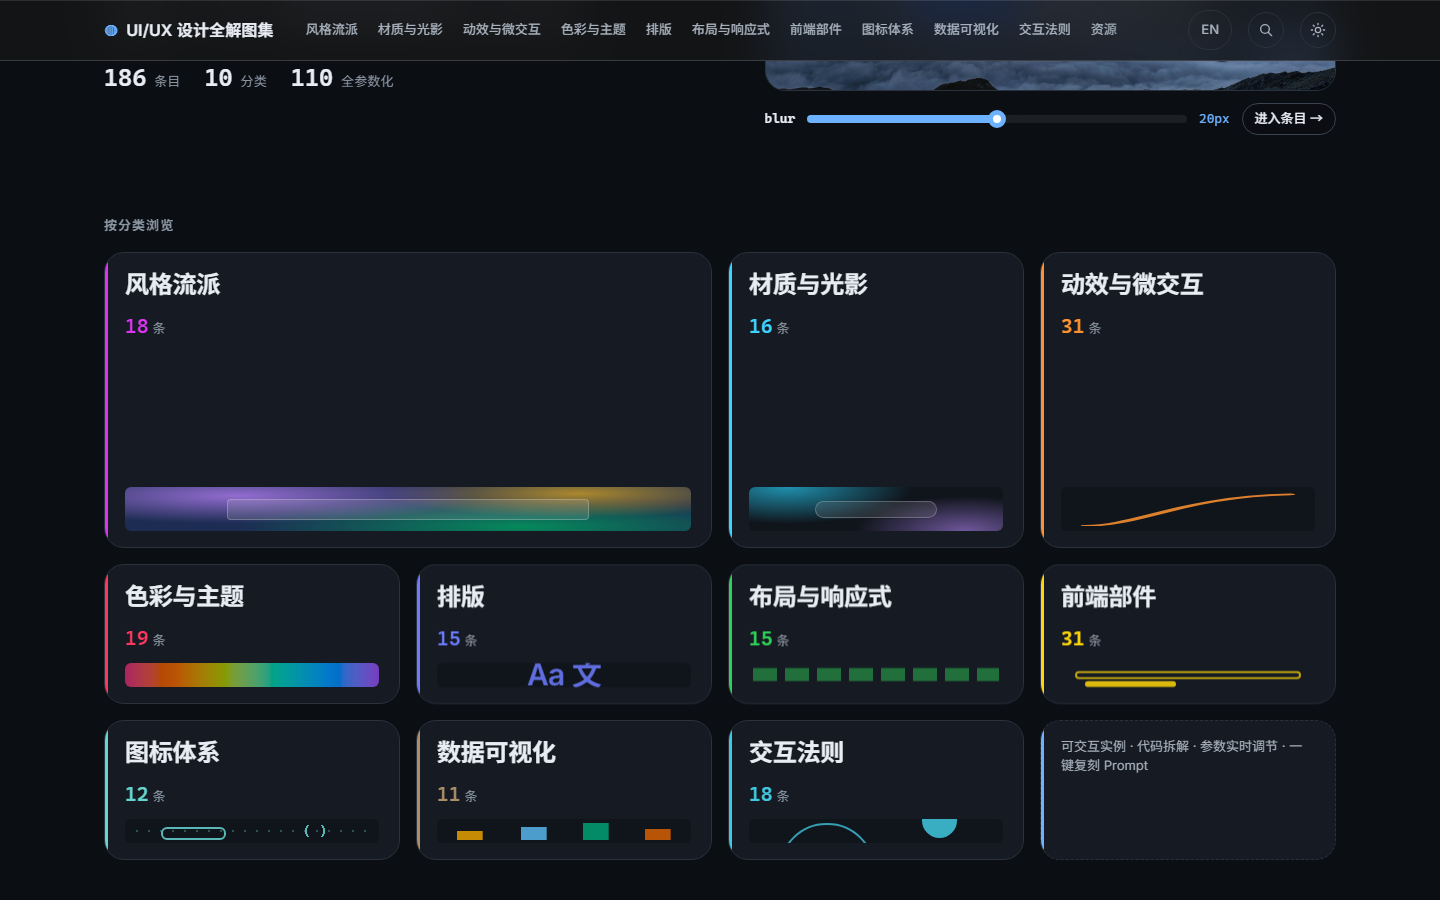 UI/UX 设计全解图集
风格流派 材质与光影 动效与微交互 色彩与主题 排版 布局与响应式 前端部件 图标体系 数据可视化 交互法则 资源
EN
186 条目 10 分类 110 全参数化
blur 20px 进入条目 →
按分类浏览
风格流派
18 条
材质与光影
16 条
动效与微交互
31 条
色彩与主题
19 条
排版
15 条
Aa 文
布局与响应式
15 条
前端部件
31 条
图标体系
12 条
数据可视化
11 条
交互法则
18 条
可交互实例 · 代码拆解 · 参数实时调节 · 一
键复刻 Prompt